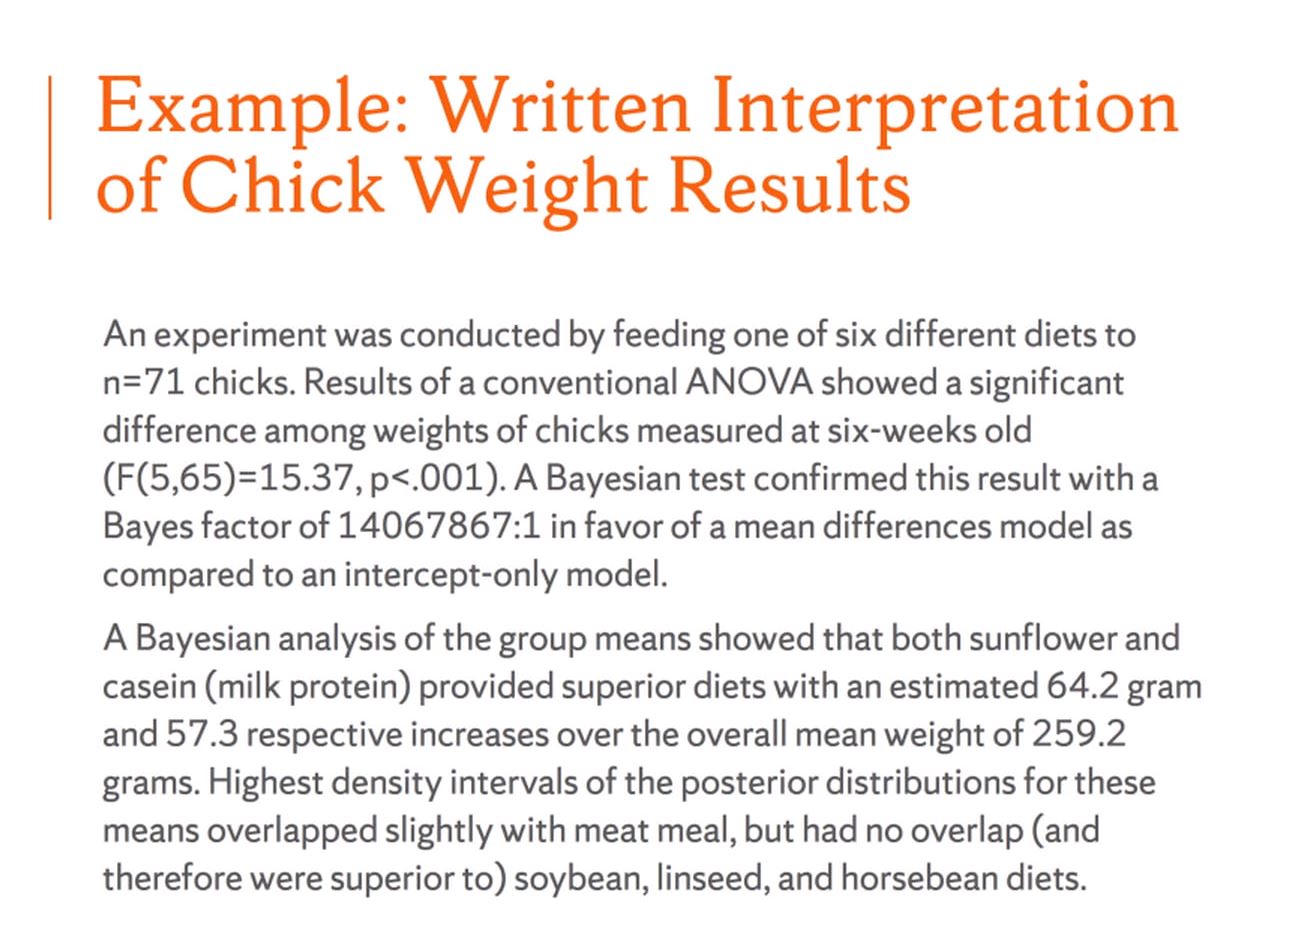 Example: Written Interpretation
of Chick Weight Results
An experiment was conducted by feeding one of six different diets to
n=71 chicks. Results of a conventional ANOVA showed a significant
difference among weights of chicks measured at six-weeks old
(F(5,65)=15.37, p<.001). A Bayesian test confirmed this result with a
Bayes factor of 14067867:1 in favor of a mean differences model as
compared to an intercept-only model.
A Bayesian analysis of the group means showed that both sunflower and
casein (milk protein) provided superior diets with an estimated 64.2 gram
and 57.3 respective increases over the overall mean weight of 259.2
grams. Highest density intervals of the posterior distributions for these
means overlapped slightly with meat meal, but had no overlap (and
therefore were superior to) soybean, linseed, and horsebean diets.